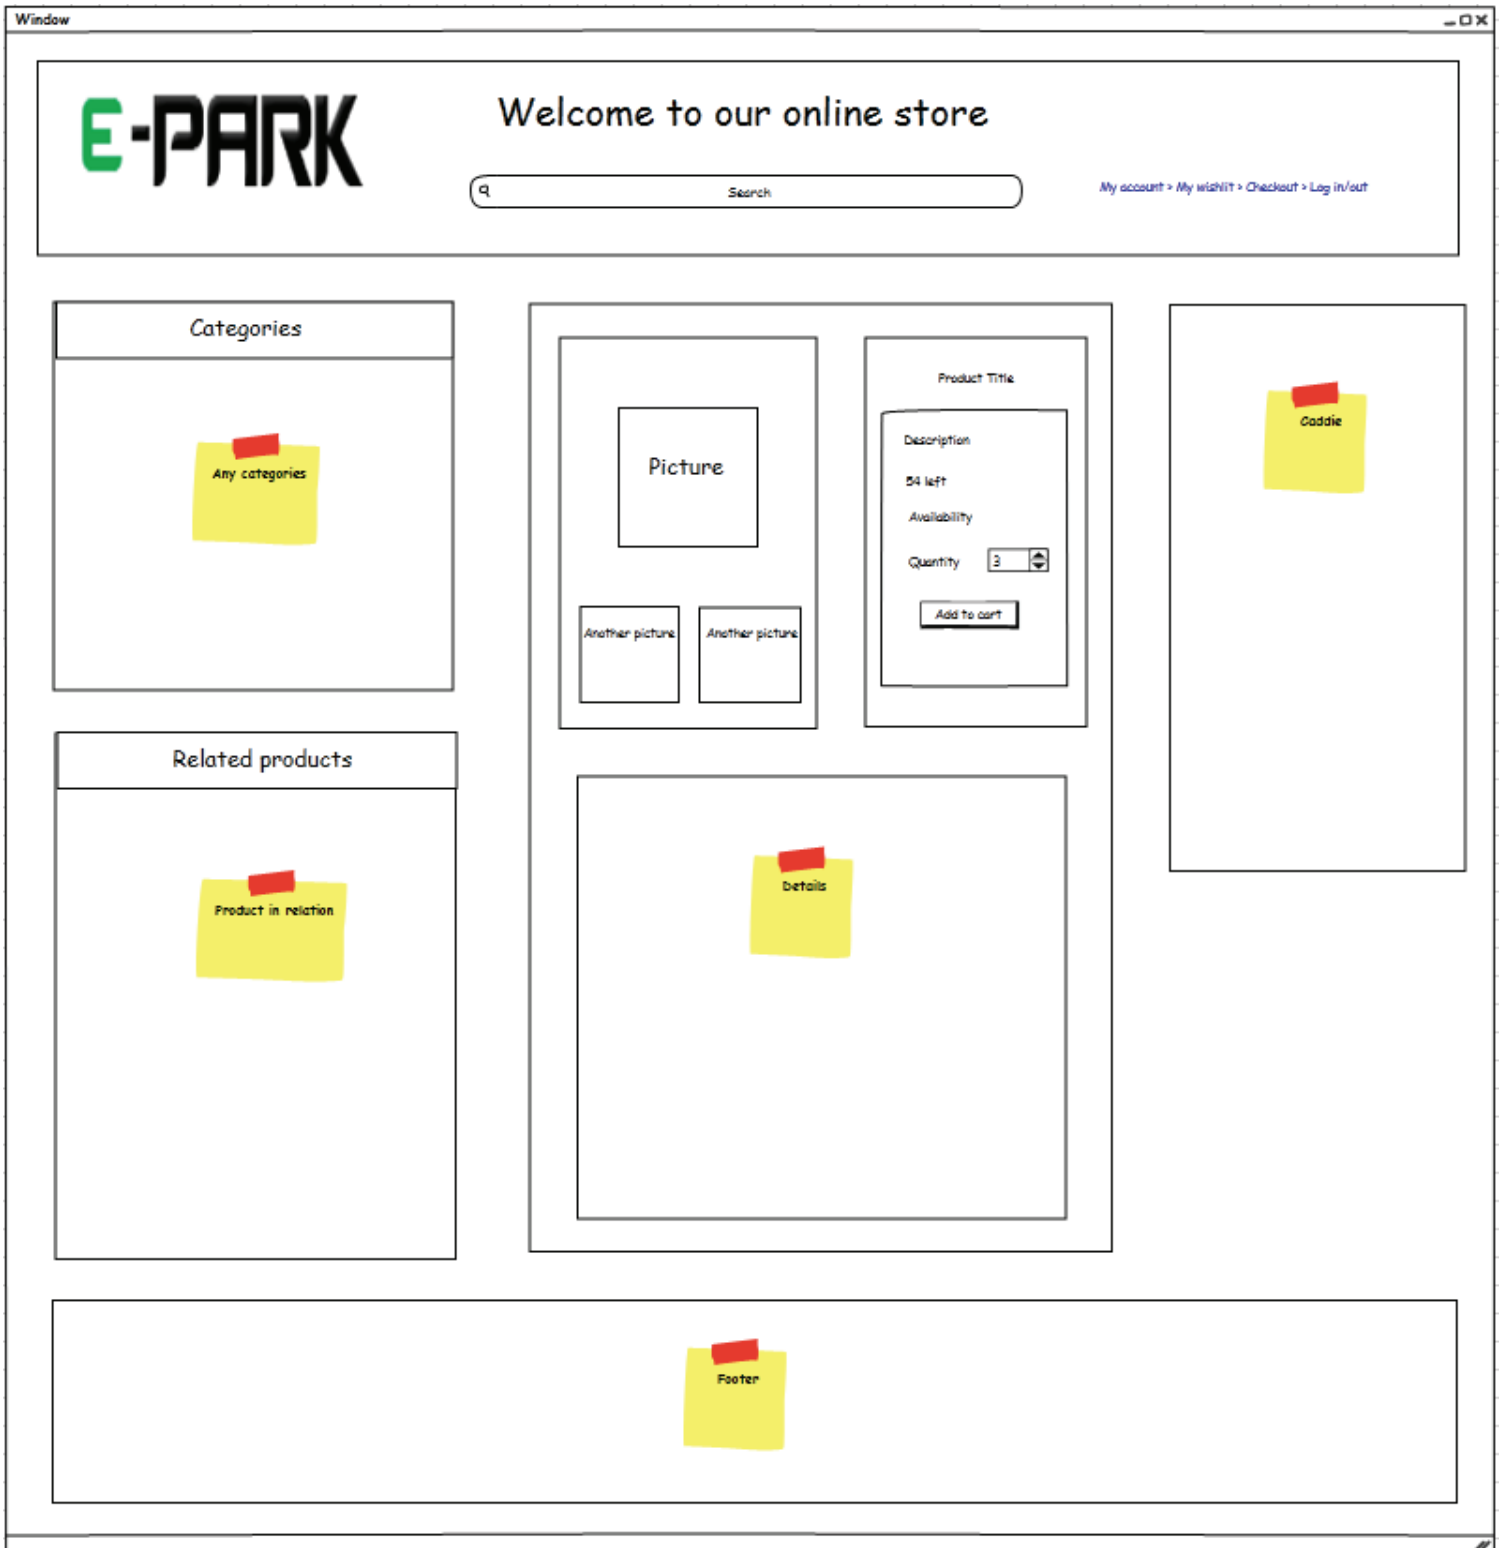 Window
E-PARK
Welcome to our online store
Search
My account > My wishlit > Checkout > Log in/out
Categories
Any categories
Related products
Product in relation
Picture
Another picture
Another picture
Product Title
Description
54 left
Availability
Quantity 3
Add to cart
Details
Caddie
Footer